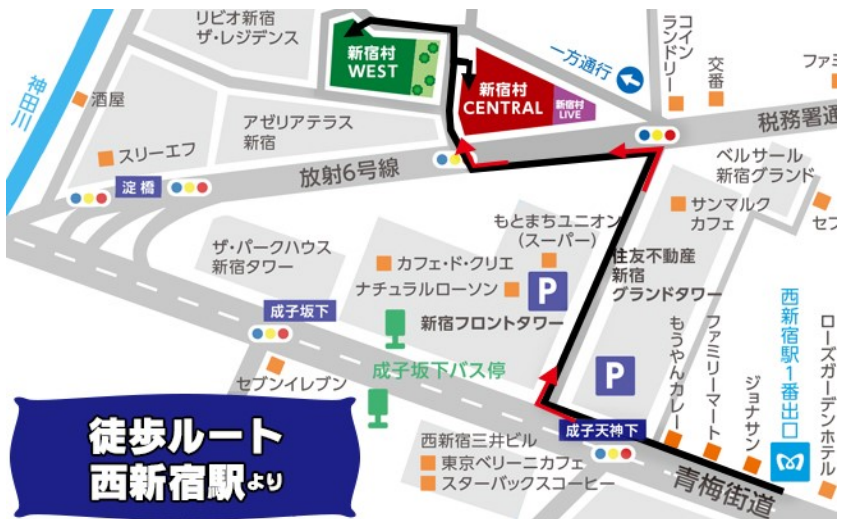 リビオ新宿
ザ・レジデンス
新宿村
WEST
新宿村
CENTRAL
新宿村
LIVE
一方通行
コイン
ランドリー
交番
ファミ
税務署通
神田川
酒屋
スリーエフ
アゼリアテラス
新宿
放射6号線
淀橋
ベルサール
新宿グランド
サンマルク
カフェ
セブ
ザ・パークハウス
新宿タワー
もとまちユニオン
(スーパー)
カフェ・ド・クリエ
ナチュラルローソン
P
新宿フロントタワー
住友不動産
新宿
グランドタワー
P
成子坂下
成子坂下バス停
セブンイレブン
もうやんカレー
ファミリーマート
ジョナサン
西新宿駅1番出口
ローズガーデンホテル
成子天神下
西新宿三井ビル
東京ベリーニカフェ
スターバックスコーヒー
青梅街道
徒歩ルート
西新宿駅より